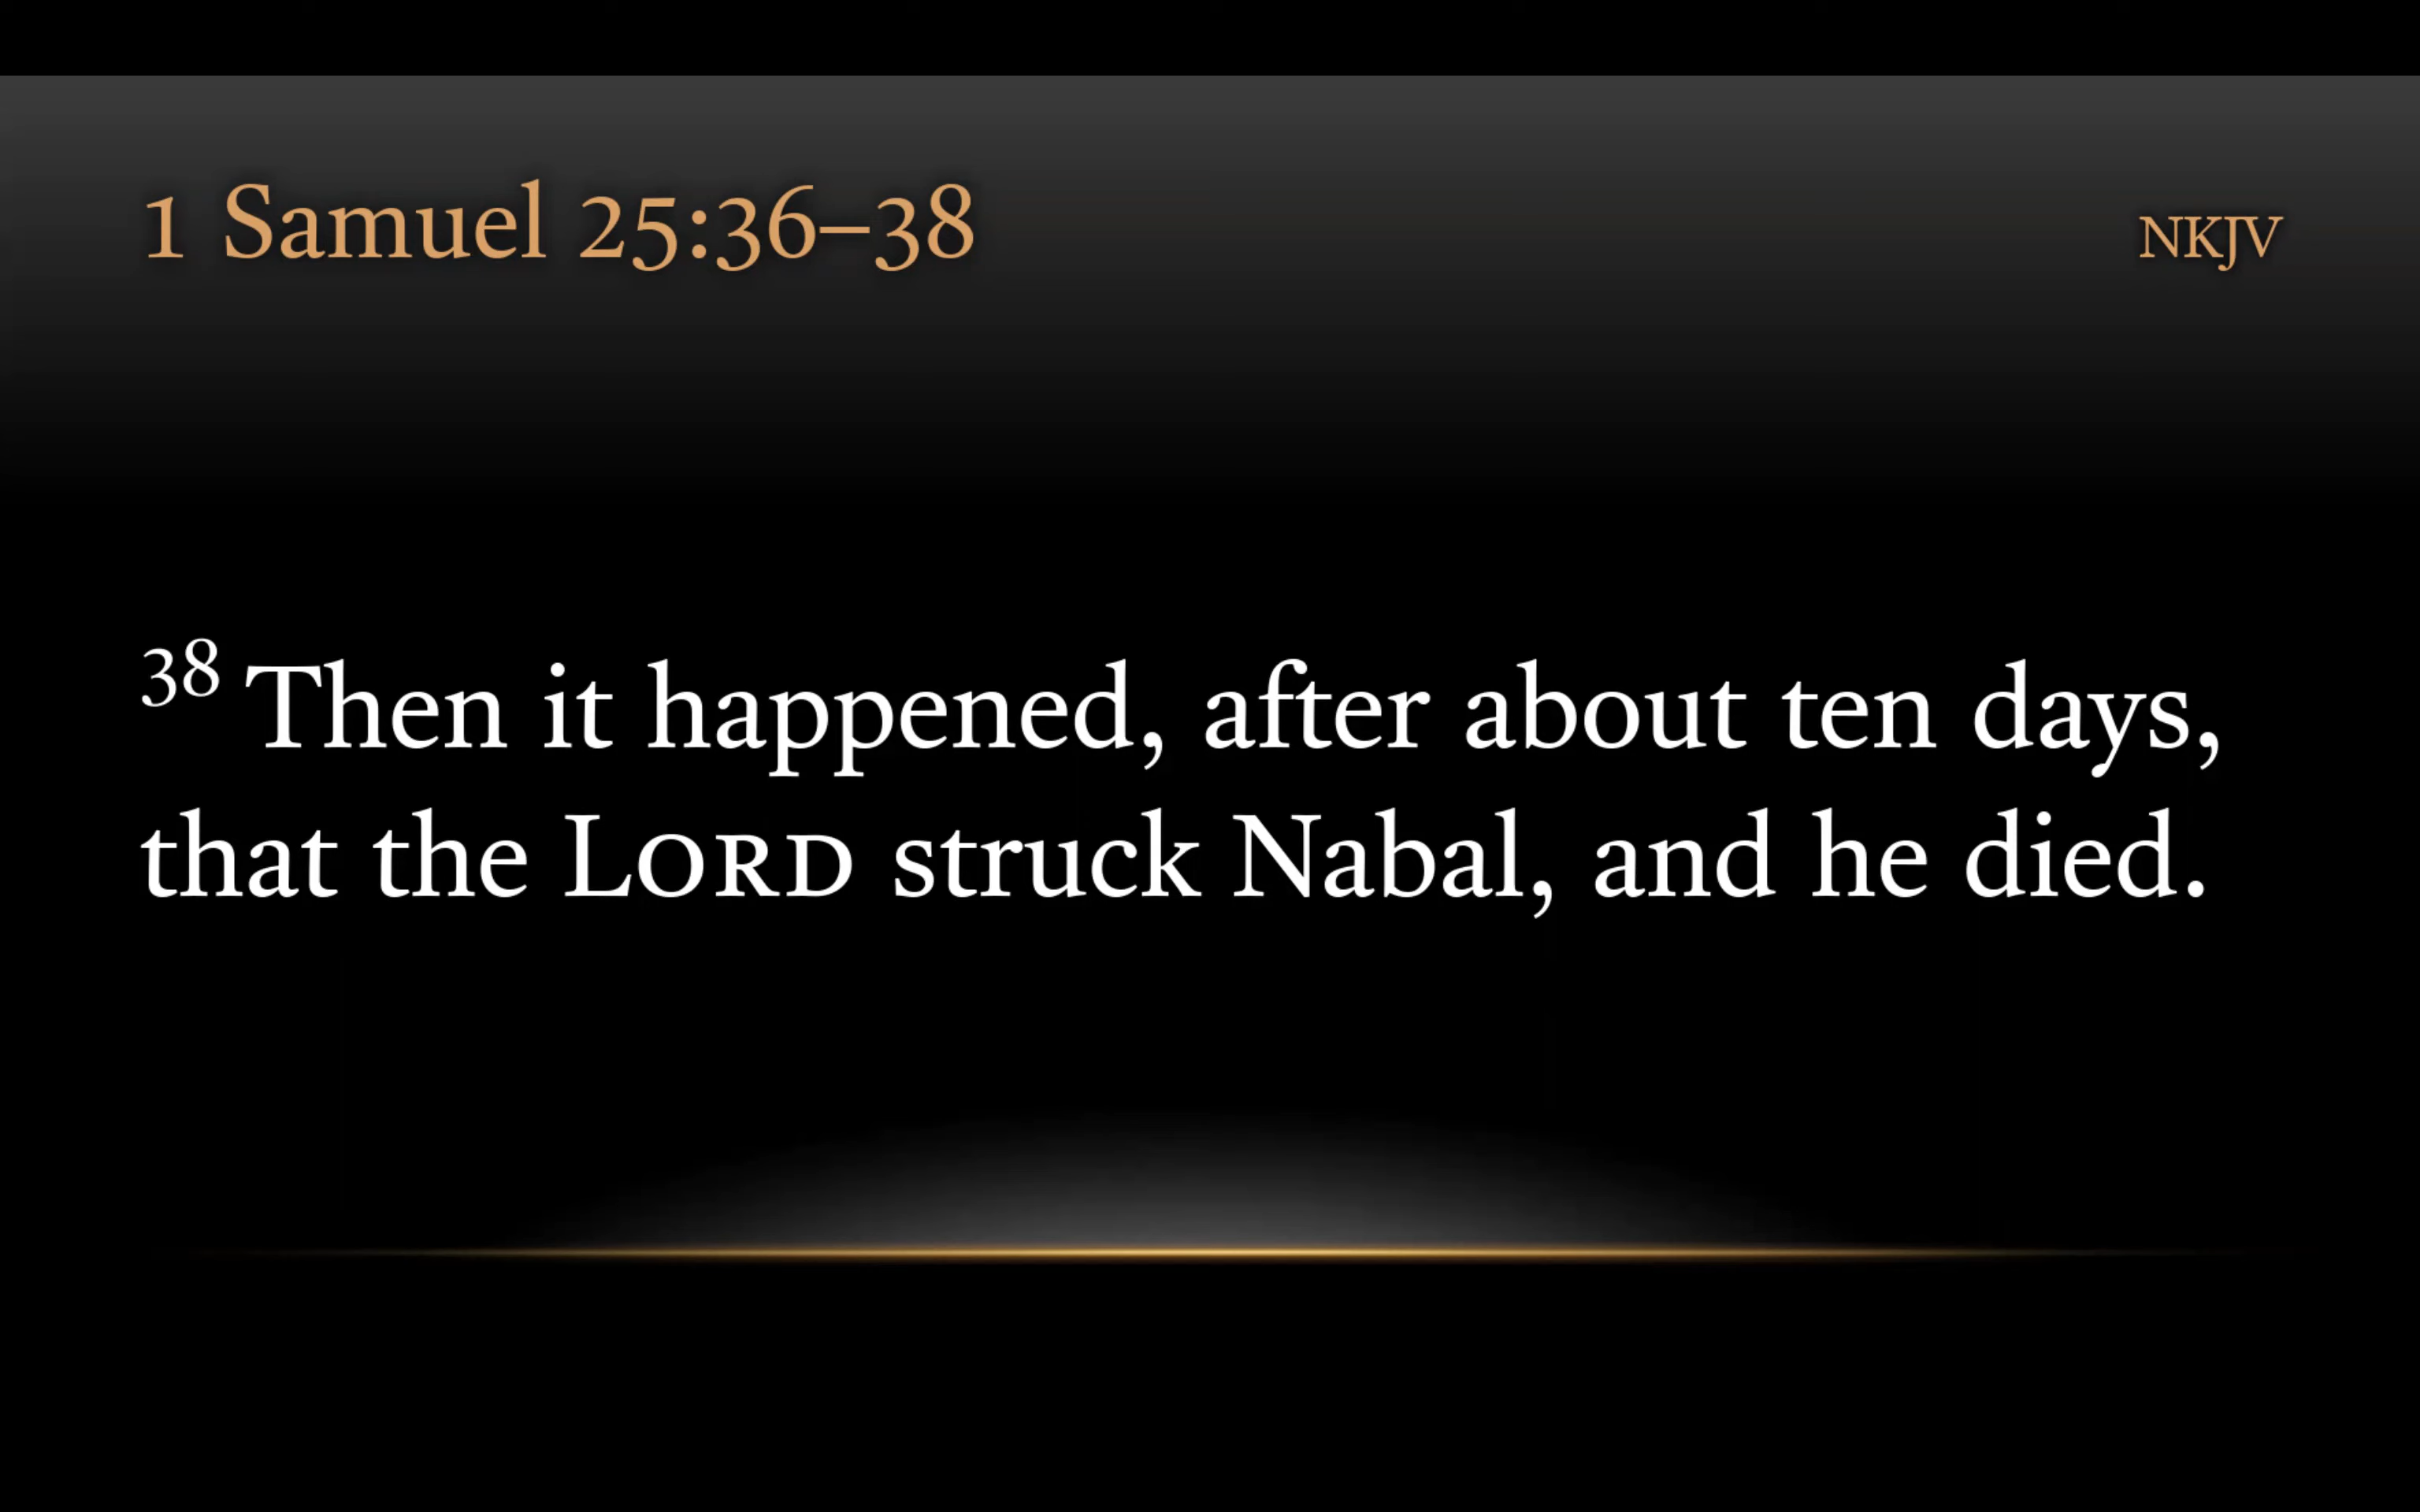 1 Samuel 25:36–38
NKJV
38 Then it happened, after about ten days,
that the LORD struck Nabal, and he died.